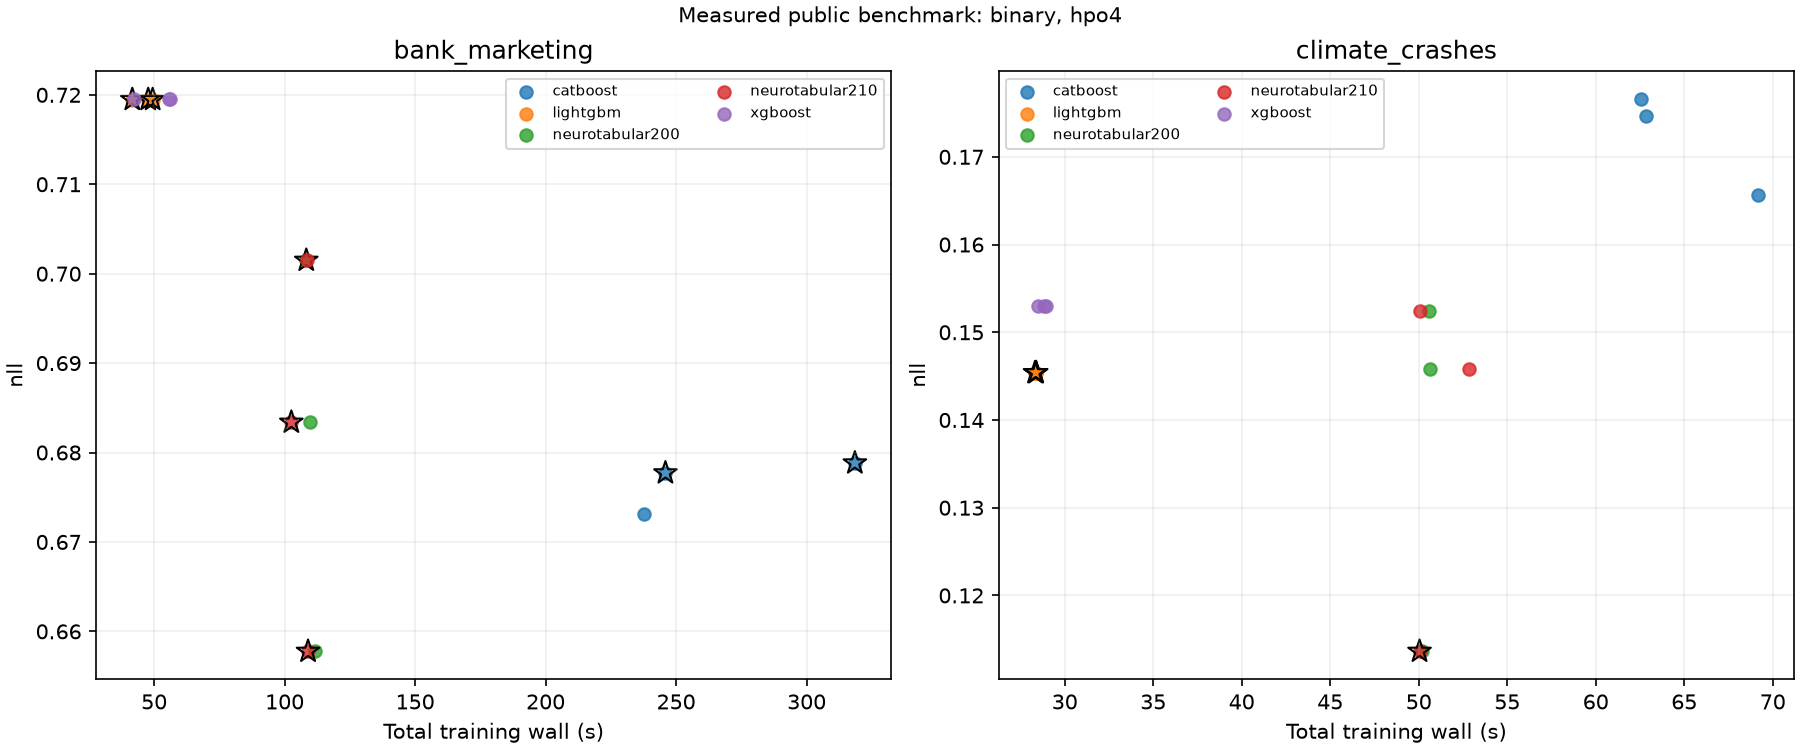 Measured public benchmark: binary, hpo4
bank_marketing
catboost
lightgbm
neurotabular200
neurotabular210
xgboost
nll
0.72
0.71
0.70
0.69
0.68
0.67
0.66
50 100 150 200 250 300
Total training wall (s)
climate_crashes
catboost
lightgbm
neurotabular200
neurotabular210
xgboost
nll
0.17
0.16
0.15
0.14
0.13
0.12
30 35 40 45 50 55 60 65 70
Total training wall (s)